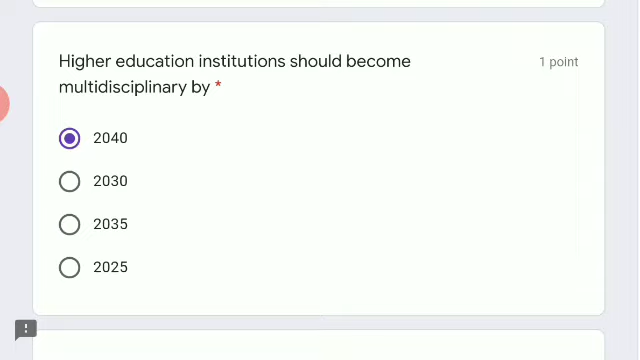 Higher education institutions should become
multidisciplinary by *
1 point
2040
2030
2035
2025